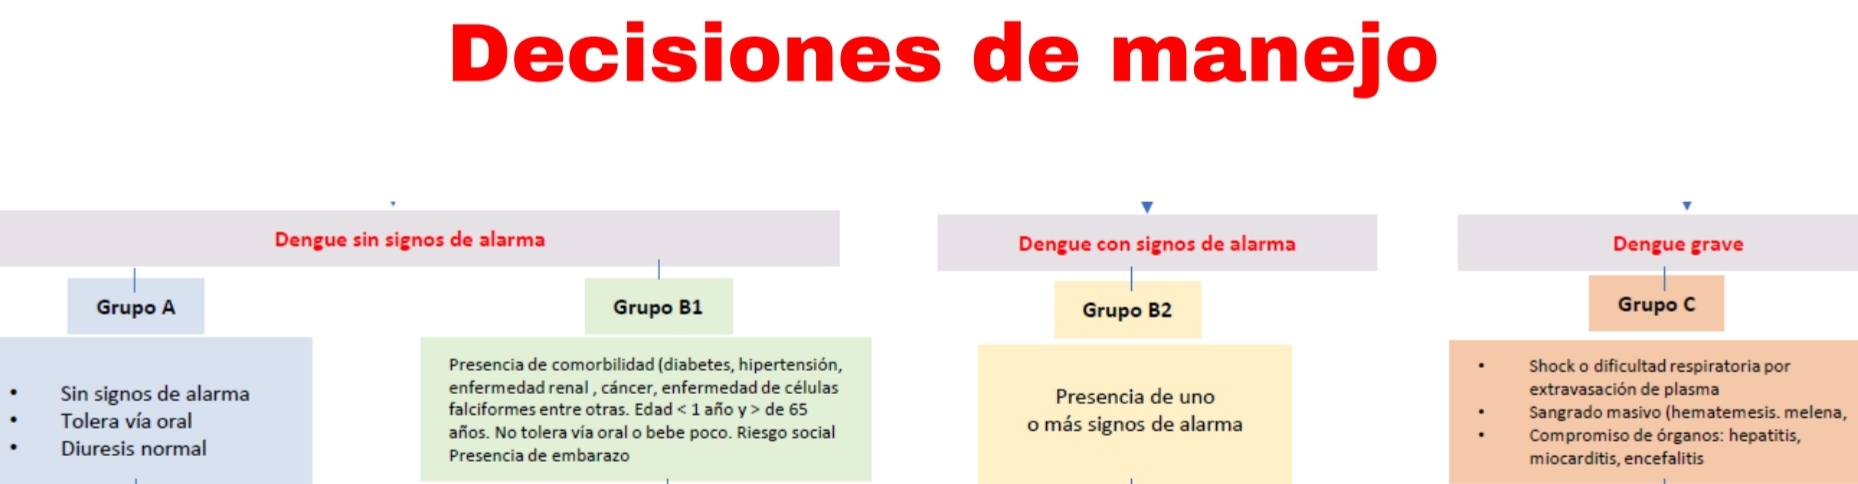 Decisiones de manejo
Dengue sin signos de alarma
Grupo A
• Sin signos de alarma
• Tolera vía oral
• Diuresis normal
Grupo B1
Presencia de comorbilidad (diabetes, hipertensión,
enfermedad renal , cáncer, enfermedad de células
falciformes entre otras. Edad < 1 año y > de 65
años. No tolera vía oral o bebe poco. Riesgo social
Presencia de embarazo
Dengue con signos de alarma
Grupo B2
Presencia de uno
o más signos de alarma
Dengue grave
Grupo C
• Shock o dificultad respiratoria por
extravasación de plasma
• Sangrado masivo (hematemesis. melena,
• Compromiso de órganos: hepatitis,
miocarditis, encefalitis